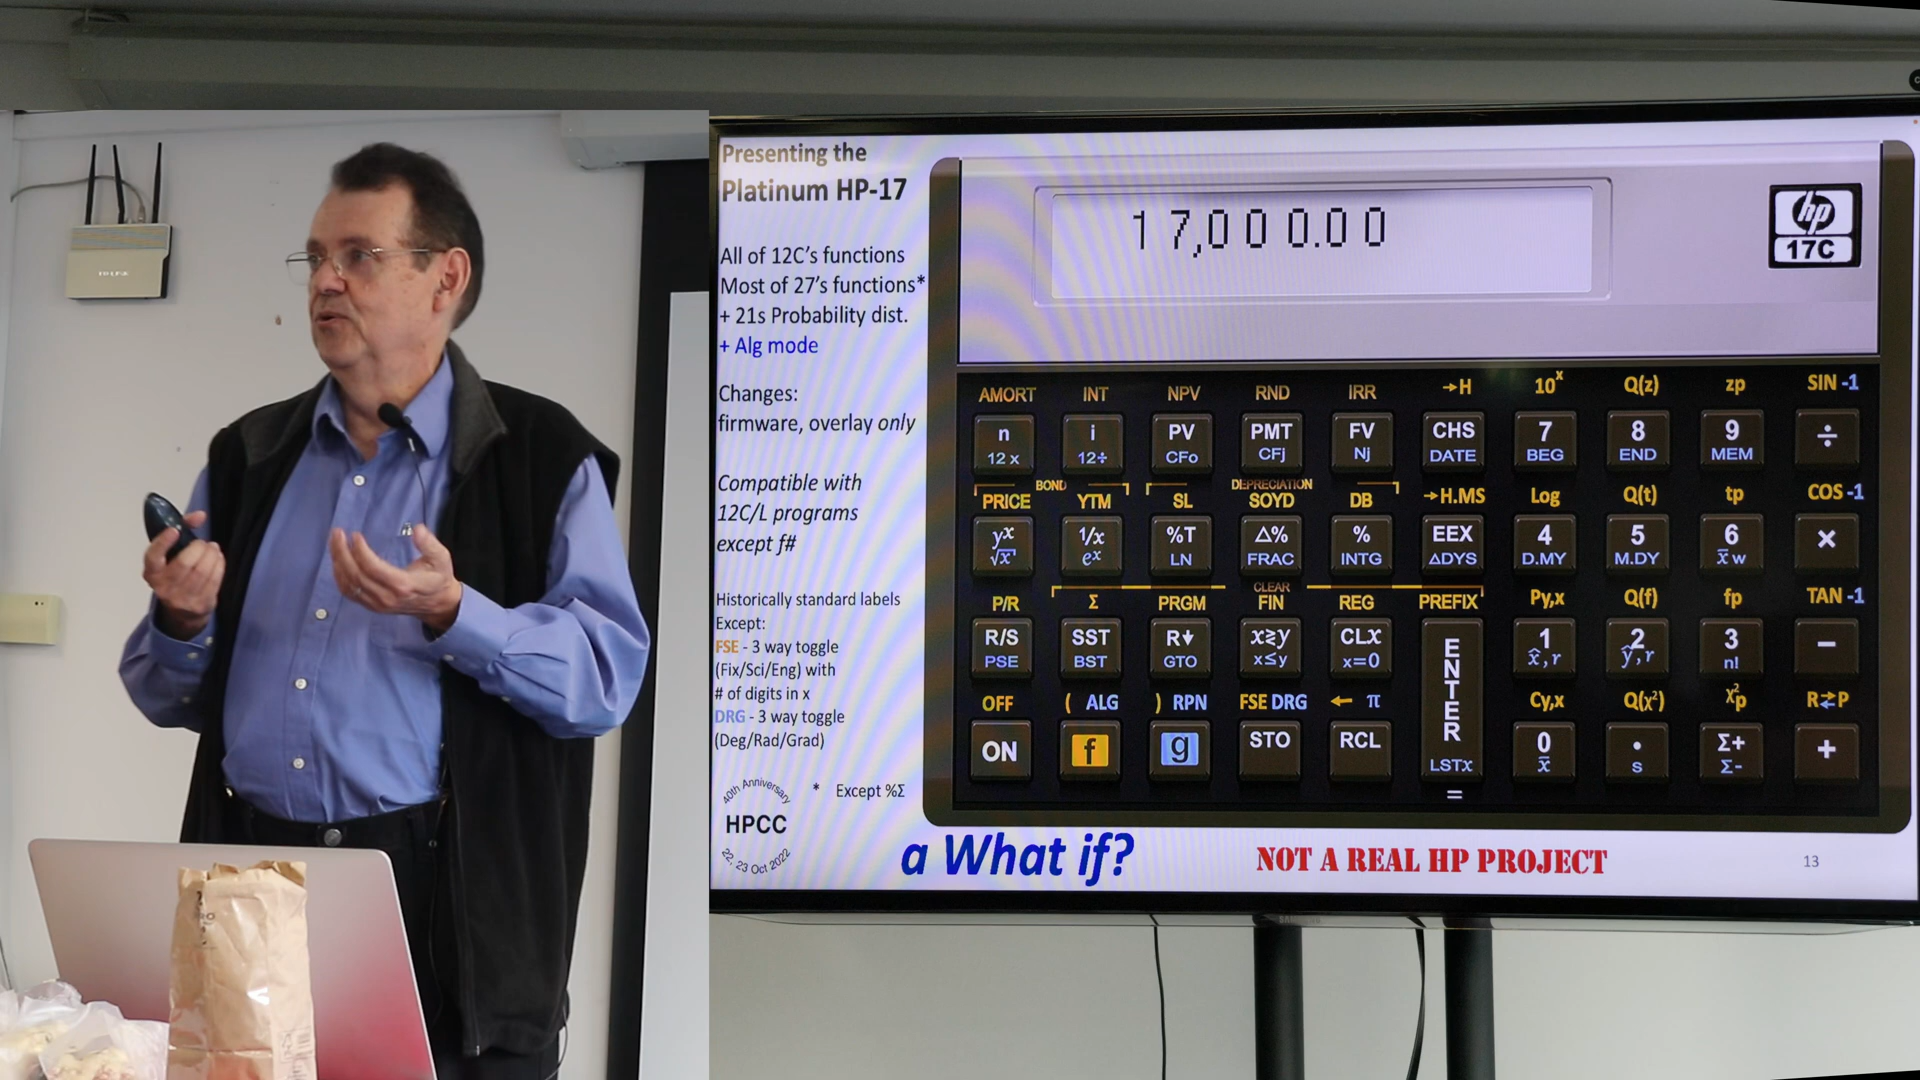 TP-LINK
Presenting the
Platinum HP-17
All of 12C's functions
Most of 27's functions*
+ 21s Probability dist.
+ Alg mode
Changes:
firmware, overlay only
Compatible with
12C/L programs
except f#
Historically standard labels
Except:
FSE - 3 way toggle
(Fix/Sci/Eng) with
# of digits in x
DRG - 3 way toggle
(Deg/Rad/Grad)
40th Anniversary
HPCC
22, 23 Oct 2022
* Except %Σ
17,000.00
hp
17C
AMORT INT NPV RND IRR →H 10ˣ Q(z) zp SIN -1
n i PV PMT FV CHS 7 8 9 ÷
12 x 12÷ CFo CFj Nj DATE BEG END MEM
BOND DEPRECIATION
PRICE YTM SL SOYD DB →H.MS Log Q(t) tp COS -1
yˣ 1/x %T Δ% % EEX 4 5 6 ×
√x eˣ LN FRAC INTG ΔDYS D.MY M.DY x̄ w
CLEAR
P/R Σ PRGM FIN REG PREFIX Py,x Q(f) fp TAN -1
R/S SST R↓ x≷y CLx ENTER 1 2 3 −
PSE BST GTO x≤y x=0 x̂,r ŷ,r n!
OFF ( ALG ) RPN FSE DRG ← π Cy,x Q(χ²) χ²p R⇄P
ON f g STO RCL 0 • Σ+ +
LSTx x̄ s Σ-
=
a What if?
NOT A REAL HP PROJECT
13